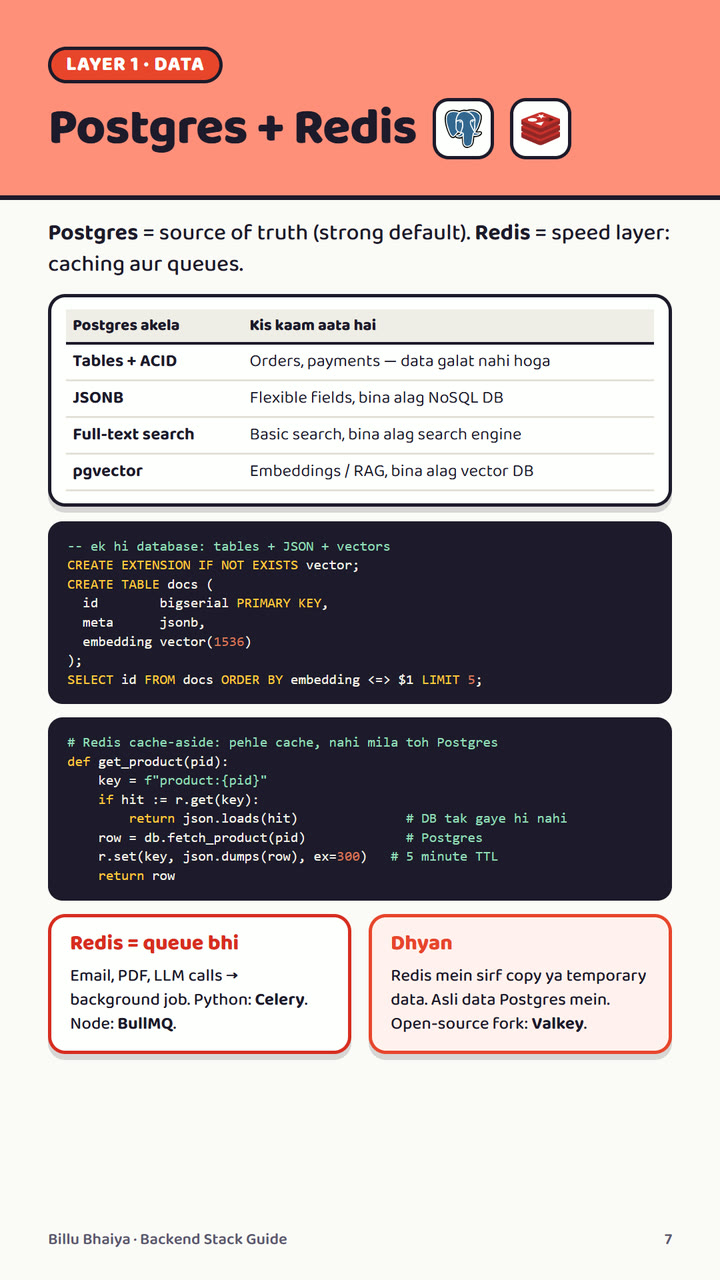 LAYER 1 · DATA
Postgres + Redis
Postgres = source of truth (strong default). Redis = speed layer:
caching aur queues.
Postgres akela Kis kaam aata hai
Tables + ACID Orders, payments — data galat nahi hoga
JSONB Flexible fields, bina alag NoSQL DB
Full-text search Basic search, bina alag search engine
pgvector Embeddings / RAG, bina alag vector DB
-- ek hi database: tables + JSON + vectors
CREATE EXTENSION IF NOT EXISTS vector;
CREATE TABLE docs (
  id        bigserial PRIMARY KEY,
  meta      jsonb,
  embedding vector(1536)
);
SELECT id FROM docs ORDER BY embedding <=> $1 LIMIT 5;
# Redis cache-aside: pehle cache, nahi mila toh Postgres
def get_product(pid):
    key = f"product:{pid}"
    if hit := r.get(key):
        return json.loads(hit)              # DB tak gaye hi nahi
    row = db.fetch_product(pid)             # Postgres
    r.set(key, json.dumps(row), ex=300)   # 5 minute TTL
    return row
Redis = queue bhi
Email, PDF, LLM calls →
background job. Python: Celery.
Node: BullMQ.
Dhyan
Redis mein sirf copy ya temporary
data. Asli data Postgres mein.
Open-source fork: Valkey.
Billu Bhaiya · Backend Stack Guide
7